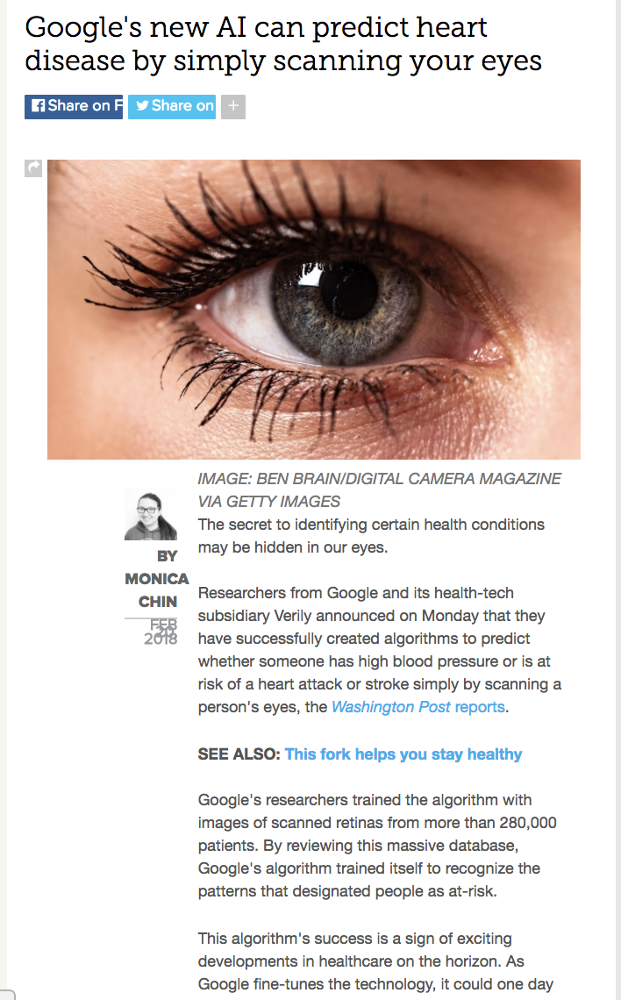 Google's new AI can predict heart
disease by simply scanning your eyes
Share on F
Share on
+
IMAGE: BEN BRAIN/DIGITAL CAMERA MAGAZINE
VIA GETTY IMAGES
BY
MONICA
CHIN
FEB
20
2018
The secret to identifying certain health conditions
may be hidden in our eyes.
Researchers from Google and its health-tech
subsidiary Verily announced on Monday that they
have successfully created algorithms to predict
whether someone has high blood pressure or is at
risk of a heart attack or stroke simply by scanning a
person's eyes, the Washington Post reports.
SEE ALSO: This fork helps you stay healthy
Google's researchers trained the algorithm with
images of scanned retinas from more than 280,000
patients. By reviewing this massive database,
Google's algorithm trained itself to recognize the
patterns that designated people as at-risk.
This algorithm's success is a sign of exciting
developments in healthcare on the horizon. As
Google fine-tunes the technology, it could one day